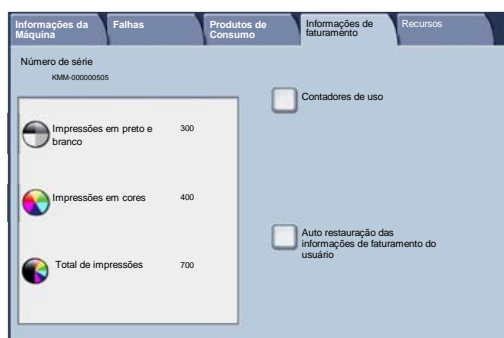 Informações da
Máquina
Falhas
Produtos de
Consumo
Informações de
faturamento
Recursos
Número de série
KMM-000000505
Contadores de uso
Impressões em preto e
branco
300
Impressões em cores
400
Auto restauração das
informações de faturamento do
usuário
Total de impressões
700